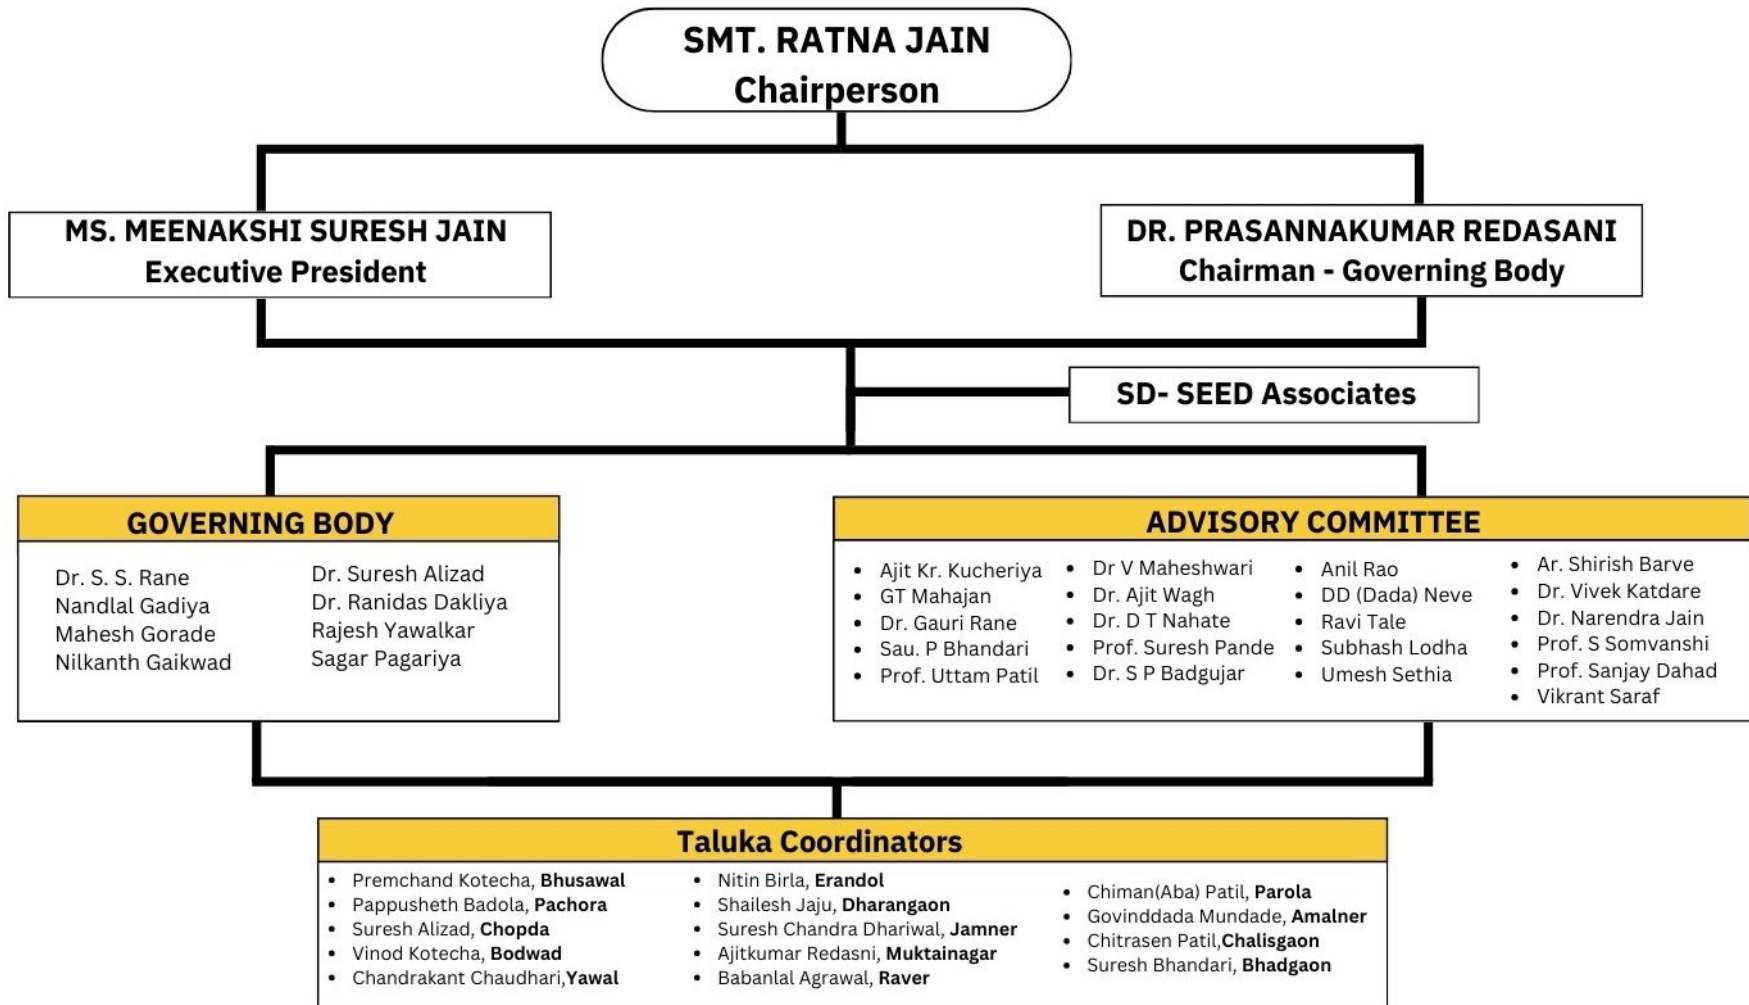 SMT. RATNA JAIN
Chairperson
MS. MEENAKSHI SURESH JAIN
Executive President
DR. PRASANNAKUMAR REDASANI
Chairman - Governing Body
SD- SEED Associates
GOVERNING BODY
Dr. S. S. Rane
Nandlal Gadiya
Mahesh Gorade
Nilkanth Gaikwad
Dr. Suresh Alizad
Dr. Ranidas Dakliya
Rajesh Yawalkar
Sagar Pagariya
ADVISORY COMMITTEE
• Ajit Kr. Kucheriya
• GT Mahajan
• Dr. Gauri Rane
• Sau. P Bhandari
• Prof. Uttam Patil
• Dr V Maheshwari
• Dr. Ajit Wagh
• Dr. D T Nahate
• Prof. Suresh Pande
• Dr. S P Badgujar
• Anil Rao
• DD (Dada) Neve
• Ravi Tale
• Subhash Lodha
• Umesh Sethia
• Ar. Shirish Barve
• Dr. Vivek Katdare
• Dr. Narendra Jain
• Prof. S Somvanshi
• Prof. Sanjay Dahad
• Vikrant Saraf
Taluka Coordinators
• Premchand Kotecha, Bhusawal
• Pappusheth Badola, Pachora
• Suresh Alizad, Chopda
• Vinod Kotecha, Bodwad
• Chandrakant Chaudhari,Yawal
• Nitin Birla, Erandol
• Shailesh Jaju, Dharangaon
• Suresh Chandra Dhariwal, Jamner
• Ajitkumar Redasni, Muktainagar
• Babanlal Agrawal, Raver
• Chiman(Aba) Patil, Parola
• Govinddada Mundade, Amalner
• Chitrasen Patil,Chalisgaon
• Suresh Bhandari, Bhadgaon